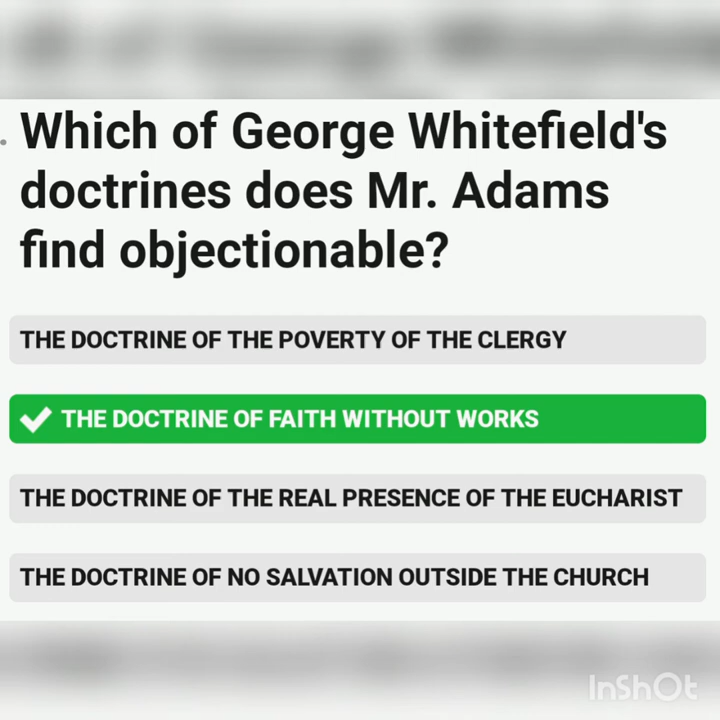 Which of George Whitefield's
doctrines does Mr. Adams
find objectionable?
THE DOCTRINE OF THE POVERTY OF THE CLERGY
THE DOCTRINE OF FAITH WITHOUT WORKS
THE DOCTRINE OF THE REAL PRESENCE OF THE EUCHARIST
THE DOCTRINE OF NO SALVATION OUTSIDE THE CHURCH
InShOt